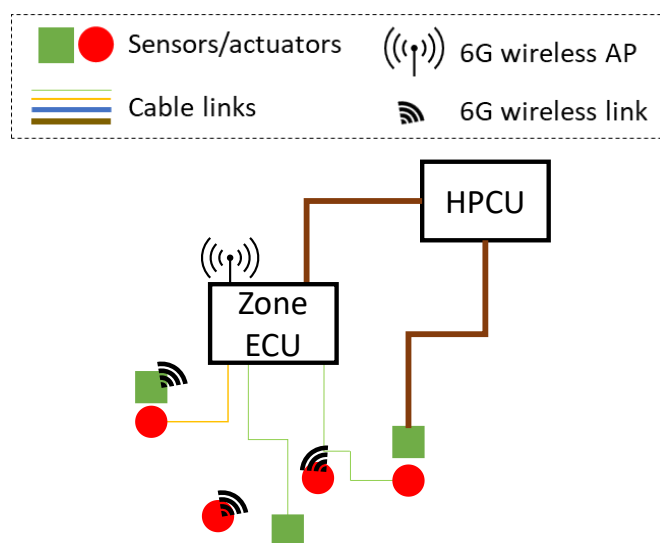 Sensors/actuators
6G wireless AP
Cable links
6G wireless link
HPCU
Zone
ECU